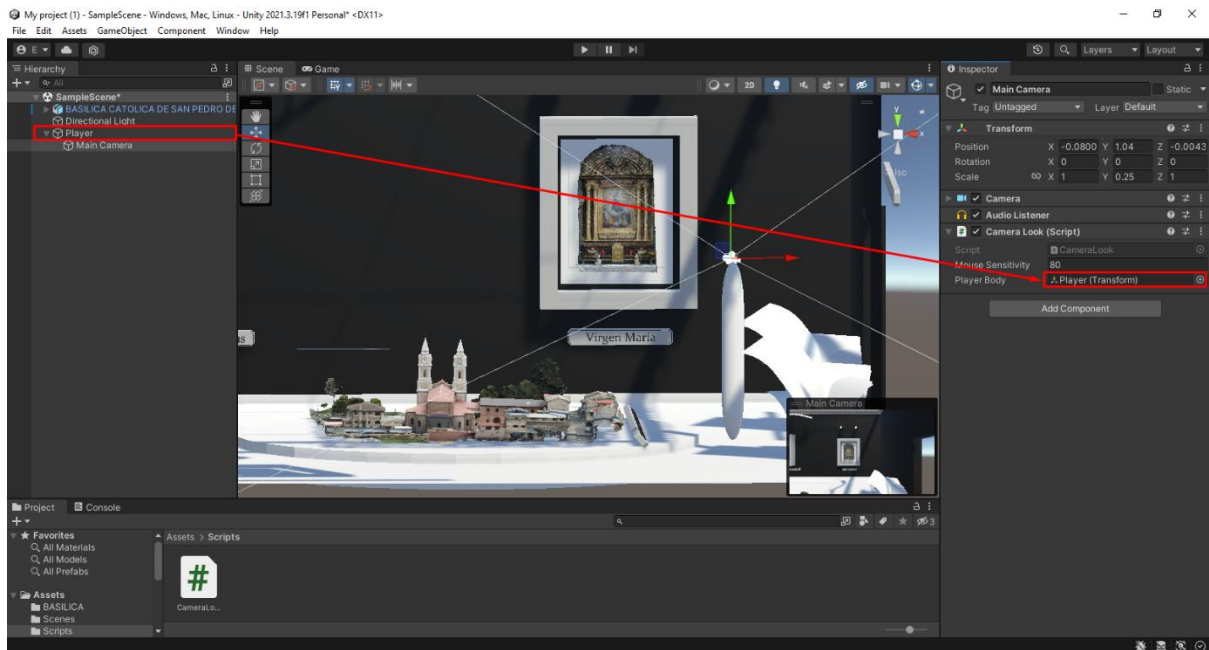 My project (1) - SampleScene - Windows, Mac, Linux - Unity 2021.3.19f1 Personal* <DX11>
File Edit Assets GameObject Component Window Help
E
Layers
Layout
Hierarchy
All
SampleScene*
BASILICA CATOLICA DE SAN PEDRO DE
Directional Light
Player
Main Camera
Scene
Game
2D
y
Iso
Virgen María
Main Camera
Inspector
Main Camera
Static
Tag Untagged
Layer Default
Transform
Position X -0.0800 Y 1.04 Z -0.0043
Rotation X 0 Y 0 Z 0
Scale X 1 Y 0.25 Z 1
Camera
Audio Listener
Camera Look (Script)
Script CameraLook
Mouse Sensitivity 80
Player Body Player (Transform)
Add Component
Project
Console
3
Favorites
All Materials
All Models
All Prefabs
Assets
BASILICA
Scenes
Scripts
Assets > Scripts
#
CameraLo...